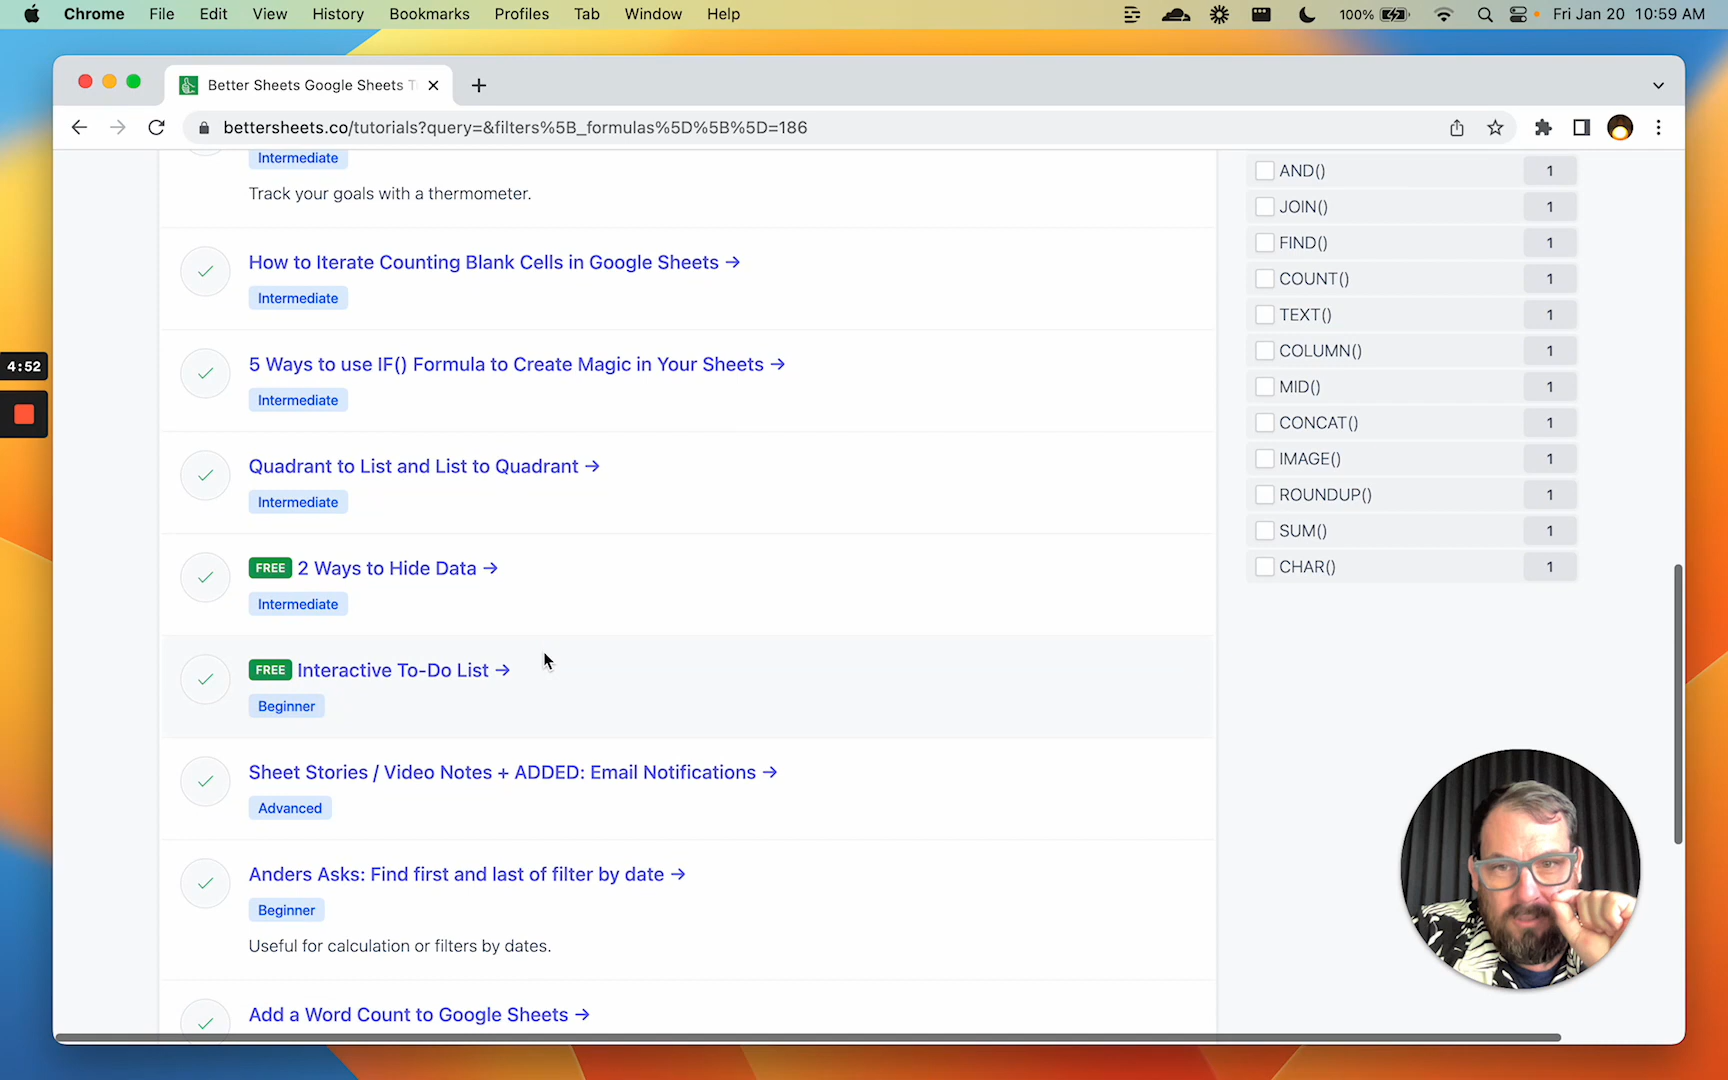 Chrome File Edit View History Bookmarks Profiles Tab Window Help 100% Fri Jan 20 10:59 AM
Better Sheets Google Sheets T
bettersheets.co/tutorials?query=&filters%5B_formulas%5D%5B%5D=186
Intermediate
Track your goals with a thermometer.
How to Iterate Counting Blank Cells in Google Sheets →
Intermediate
5 Ways to use IF() Formula to Create Magic in Your Sheets →
Intermediate
Quadrant to List and List to Quadrant →
Intermediate
FREE 2 Ways to Hide Data →
Intermediate
FREE Interactive To-Do List →
Beginner
Sheet Stories / Video Notes + ADDED: Email Notifications →
Advanced
Anders Asks: Find first and last of filter by date →
Beginner
Useful for calculation or filters by dates.
Add a Word Count to Google Sheets →
AND() 1
JOIN() 1
FIND() 1
COUNT() 1
TEXT() 1
COLUMN() 1
MID() 1
CONCAT() 1
IMAGE() 1
ROUNDUP() 1
SUM() 1
CHAR() 1
4:52